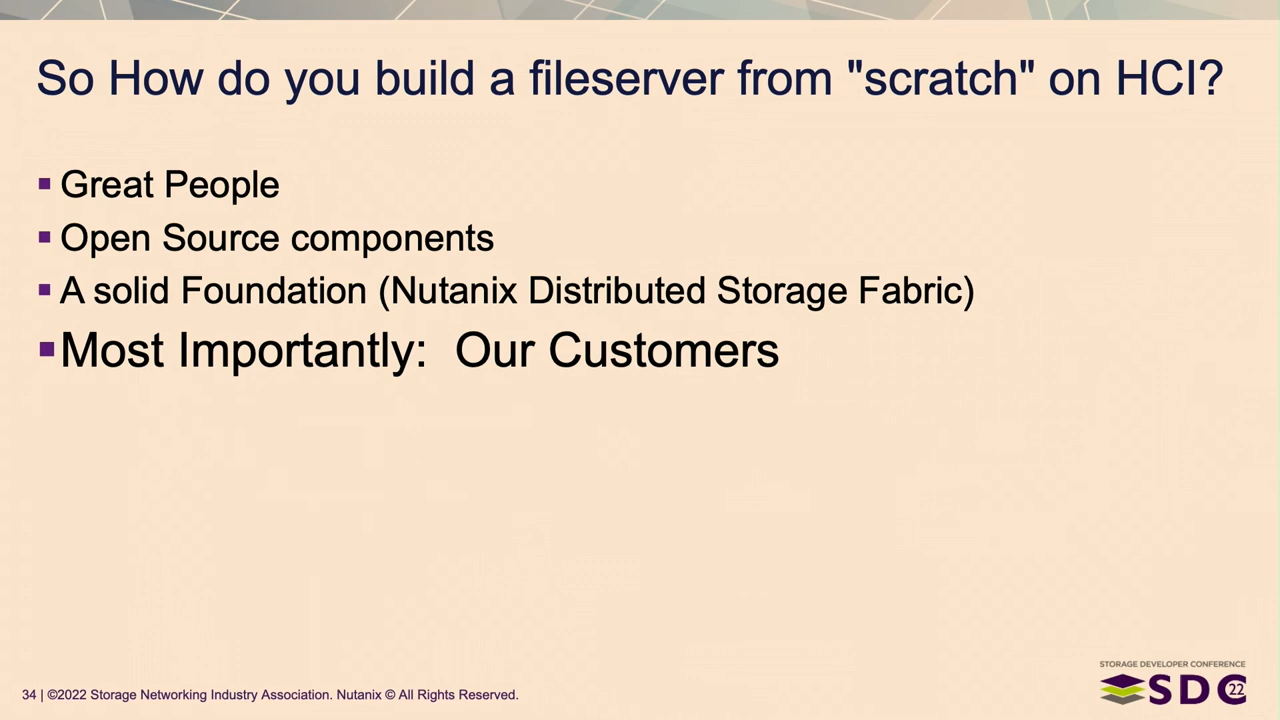 So How do you build a fileserver from "scratch" on HCI?
▪ Great People
▪ Open Source components
▪ A solid Foundation (Nutanix Distributed Storage Fabric)
▪ Most Importantly:  Our Customers
STORAGE DEVELOPER CONFERENCE
SDC 22
34 | ©2022 Storage Networking Industry Association. Nutanix © All Rights Reserved.